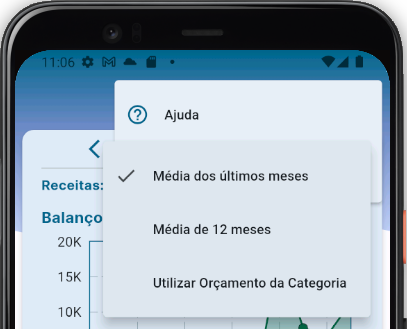 11:06
Ajuda
Receitas:
Média dos últimos meses
Balanço
Média de 12 meses
20K
15K
Utilizar Orçamento da Categoria
10K